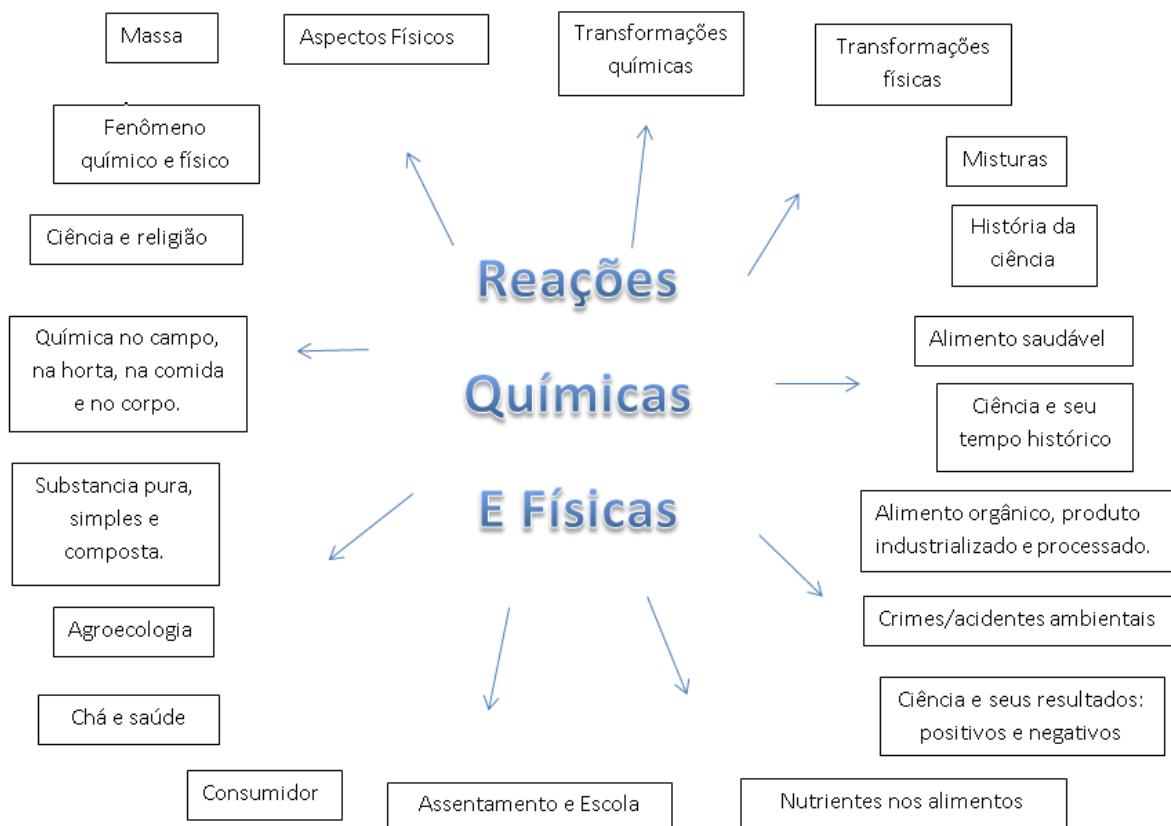 Massa
Aspectos Físicos
Transformações
químicas
Transformações
físicas
Fenômeno
químico e físico
Misturas
Ciência e religião
História da
ciência
Reações
Químicas
E Físicas
Química no campo,
na horta, na comida
e no corpo.
Alimento saudável
Ciência e seu
tempo histórico
Substancia pura,
simples e
composta.
Alimento orgânico, produto
industrializado e processado.
Agroecologia
Crimes/acidentes ambientais
Chá e saúde
Ciência e seus resultados:
positivos e negativos
Consumidor
Assentamento e Escola
Nutrientes nos alimentos